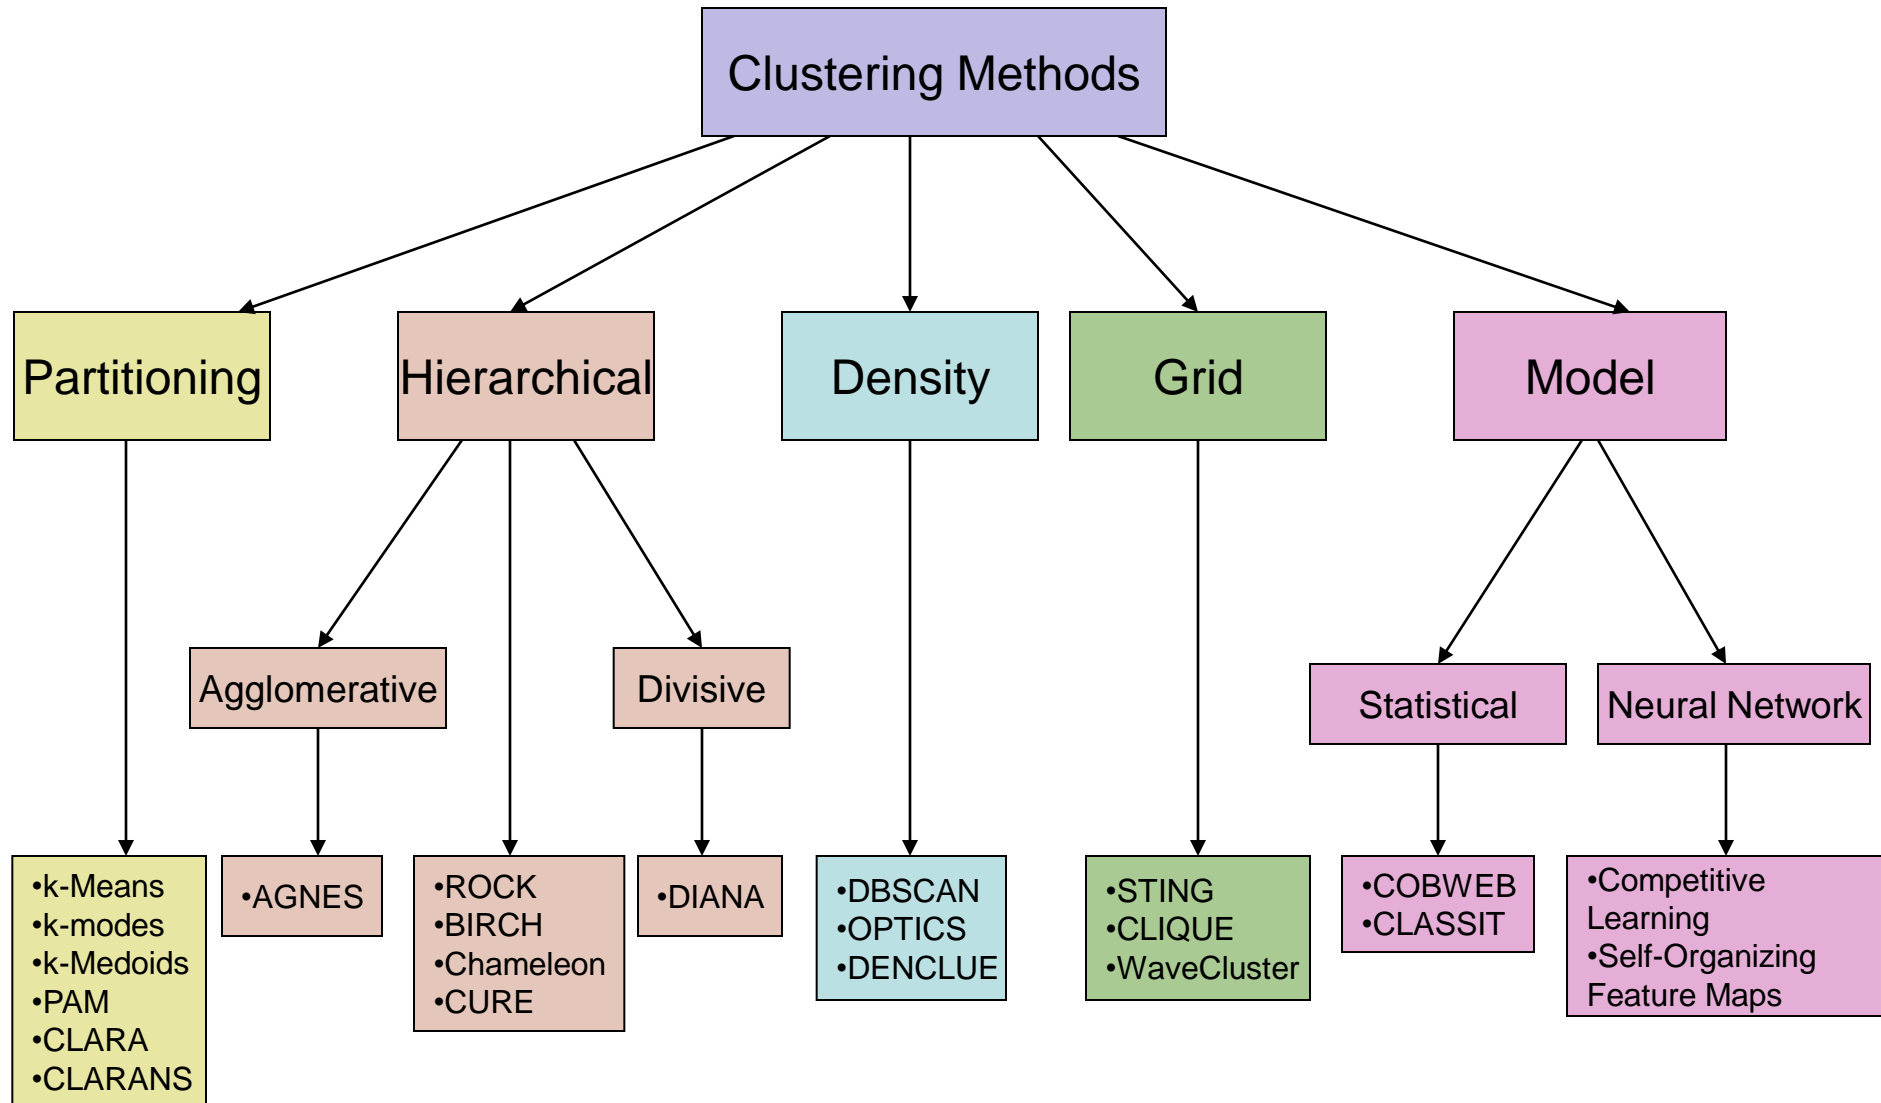 Clustering Methods
Partitioning
Hierarchical
Density
Grid
Model
Agglomerative
Divisive
Statistical
Neural Network
•k-Means
•k-modes
•k-Medoids
•PAM
•CLARA
•CLARANS
•AGNES
•ROCK
•BIRCH
•Chameleon
•CURE
•DIANA
•DBSCAN
•OPTICS
•DENCLUE
•STING
•CLIQUE
•WaveCluster
•COBWEB
•CLASSIT
•Competitive
Learning
•Self-Organizing
Feature Maps